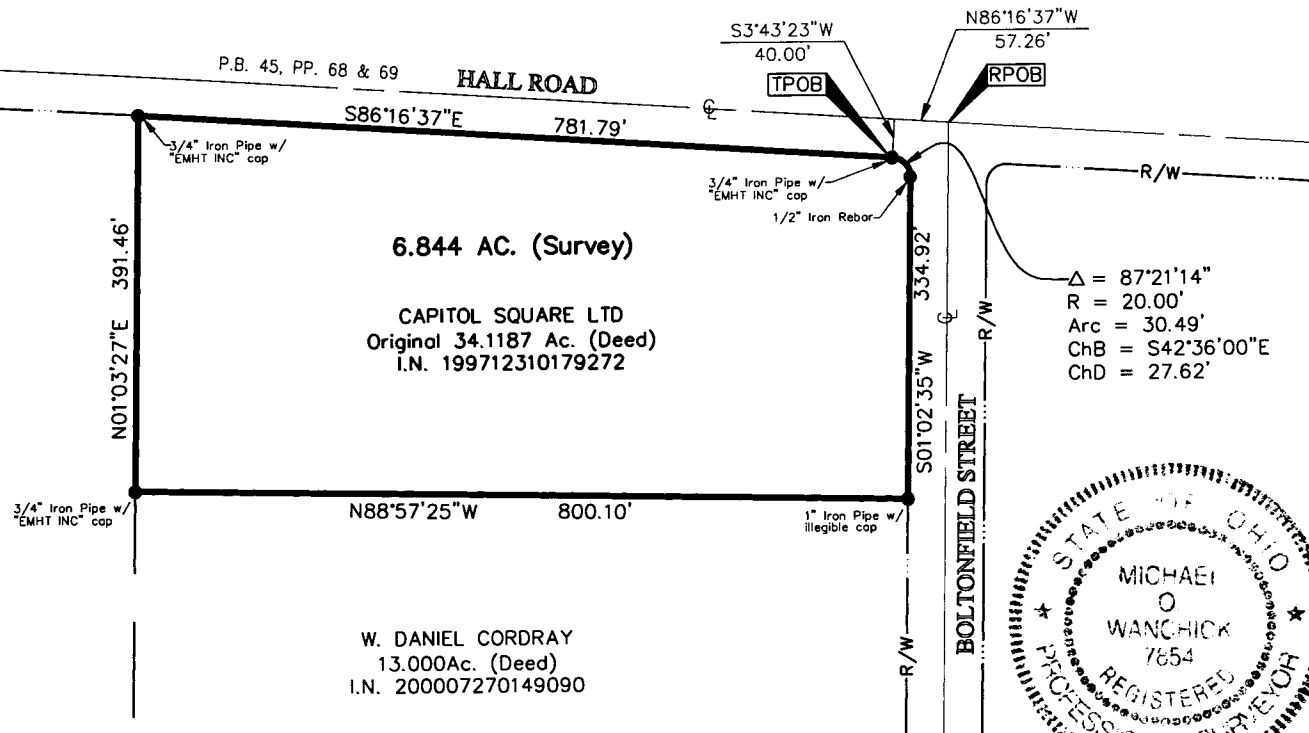 S3°43'23"W
40.00'
N86°16'37"W
57.26'
TPOB
RPOB
P.B. 45, PP. 68 & 69
HALL ROAD
S86°16'37"E 781.79'
3/4" Iron Pipe w/
"EMHT INC" cap
3/4" Iron Pipe w/
"EMHT INC" cap
1/2" Iron Rebar
R/W
N01°03'27"E 391.46'
6.844 AC. (Survey)
CAPITOL SQUARE LTD
Original 34.1187 Ac. (Deed)
I.N. 199712310179272
S01°02'35"W 334.92'
R/W
Δ = 87°21'14"
R = 20.00'
Arc = 30.49'
ChB = S42°36'00"E
ChD = 27.62'
BOLTONFIELD STREET
3/4" Iron Pipe w/
"EMHT INC" cap
N88°57'25"W 800.10'
1" Iron Pipe w/
illegible cap
W. DANIEL CORDRAY
13.000Ac. (Deed)
I.N. 200007270149090
R/W
STATE OF OHIO
MICHAEL
O.
WANCHICK
7854
REGISTERED
PROFESSIONAL SURVEYOR